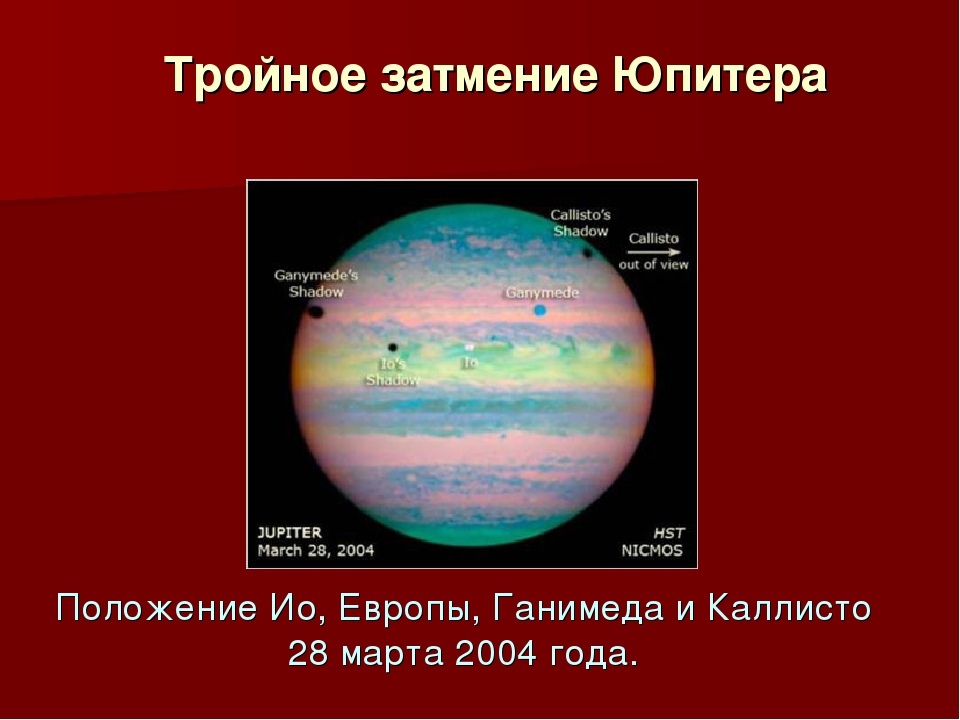 Тройное затмение Юпитера
Callisto's
Shadow
Callisto
out of view
Ganymede's
Shadow
Ganymede
Io's
Shadow
Io
JUPITER
March 28, 2004
HST
NICMOS
Положение Ио, Европы, Ганимеда и Каллисто
28 марта 2004 года.